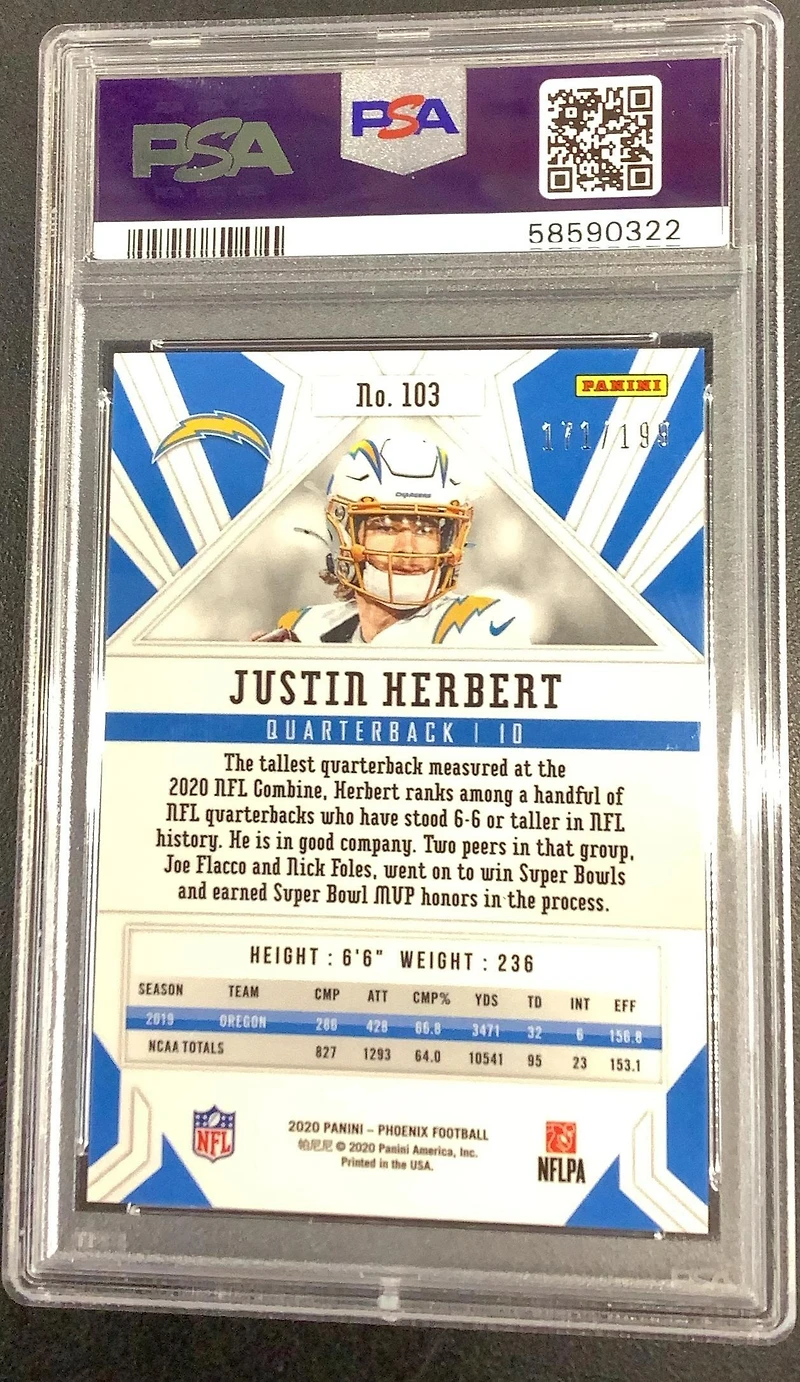 PSA
PSA
58590322
No. 103
PANINI
171/199
CHARGERS
JUSTIN HERBERT
QUARTERBACK | 10
The tallest quarterback measured at the
2020 NFL Combine, Herbert ranks among a handful of
NFL quarterbacks who have stood 6-6 or taller in NFL
history. He is in good company. Two peers in that group,
Joe Flacco and Nick Foles, went on to win Super Bowls
and earned Super Bowl MVP honors in the process.
HEIGHT : 6'6" WEIGHT : 236
SEASON TEAM CMP ATT CMP% YDS TD INT EFF
2019 OREGON 286 428 66.8 3471 32 6 156.8
NCAA TOTALS 827 1293 64.0 10541 95 23 153.1
NFL
2020 PANINI – PHOENIX FOOTBALL
帕尼尼 © 2020 Panini America, Inc.
Printed in the USA.
NFLPA
PSA